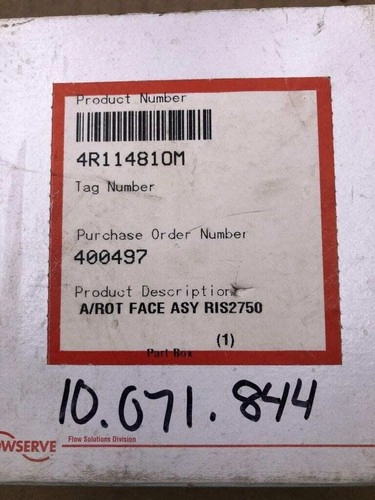 Product Number
4R114810M
Tag Number
Purchase Order Number
400497
Product Description
A/ROT FACE ASY RIS2750
(1)
Part Box
10.071.844
OWSERVE
Flow Solutions Division